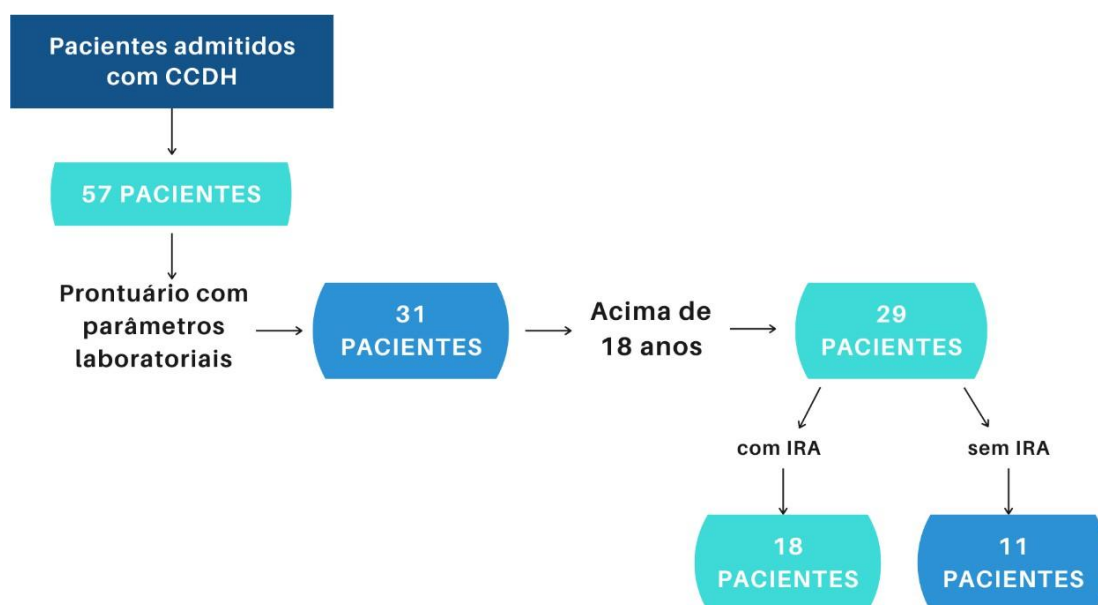 Pacientes admitidos
com CCDH
57 PACIENTES
Prontuário com
parâmetros
laboratoriais
31
PACIENTES
Acima de
18 anos
29
PACIENTES
com IRA
sem IRA
18
PACIENTES
11
PACIENTES